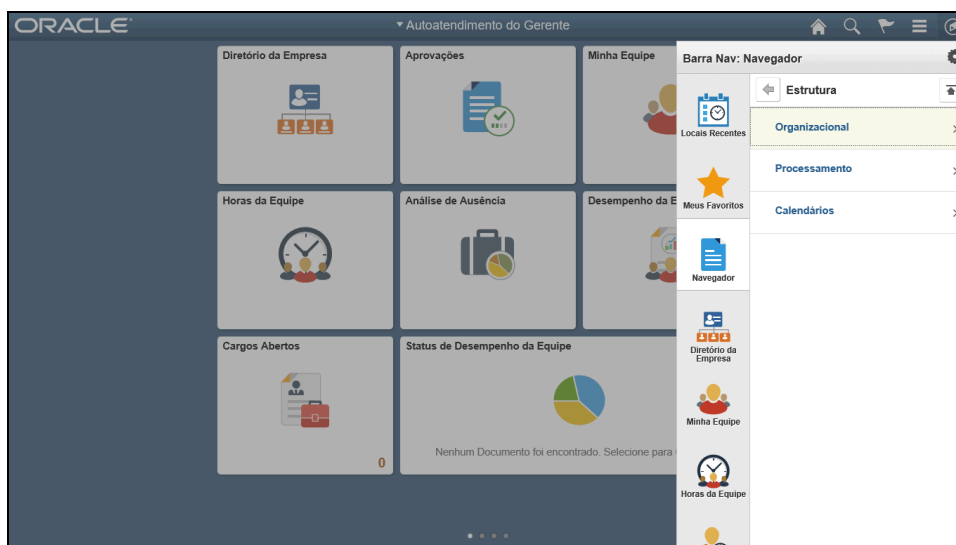 ORACLE
Autoatendimento do Gerente
Diretório da Empresa
Aprovações
Minha Equipe
Horas da Equipe
Análise de Ausência
Desempenho da E
Cargos Abertos
0
Status de Desempenho da Equipe
Nenhum Documento foi encontrado. Selecione para
Barra Nav: Navegador
Locais Recentes
Meus Favoritos
Navegador
Diretório da
Empresa
Minha Equipe
Horas da Equipe
Estrutura
Organizacional
Processamento
Calendários